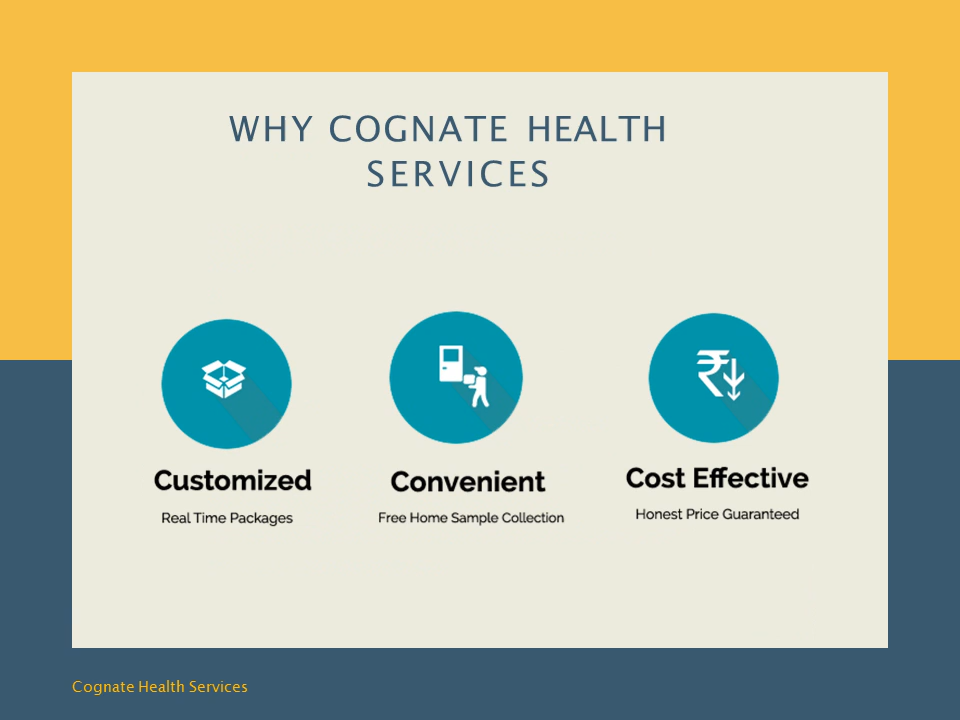 WHY COGNATE HEALTH
SERVICES
Customized
Real Time Packages
Convenient
Free Home Sample Collection
₹
Cost Effective
Honest Price Guaranteed
Cognate Health Services